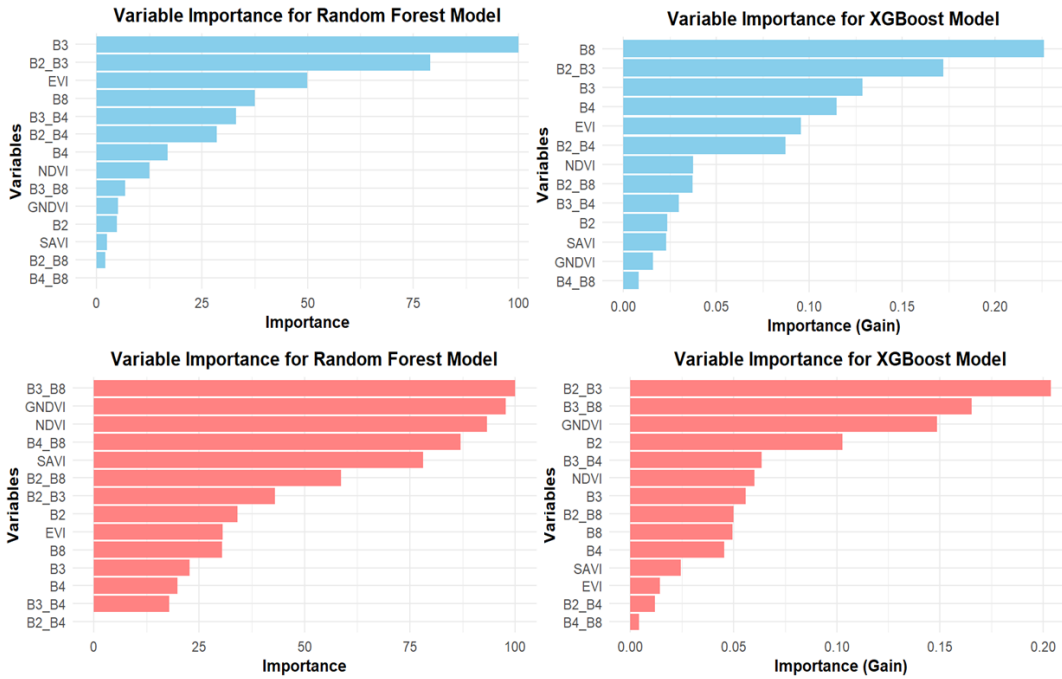 Variable Importance for Random Forest Model
Variables
B3
B2_B3
EVI
B8
B3_B4
B2_B4
B4
NDVI
B3_B8
GNDVI
B2
SAVI
B2_B8
B4_B8
0 25 50 75 100
Importance
Variable Importance for XGBoost Model
Variables
B8
B2_B3
B3
B4
EVI
B2_B4
NDVI
B2_B8
B3_B4
B2
SAVI
GNDVI
B4_B8
0.00 0.05 0.10 0.15 0.20
Importance (Gain)
Variable Importance for Random Forest Model
Variables
B3_B8
GNDVI
NDVI
B4_B8
SAVI
B2_B8
B2_B3
B2
EVI
B8
B3
B4
B3_B4
B2_B4
0 25 50 75 100
Importance
Variable Importance for XGBoost Model
Variables
B2_B3
B3_B8
GNDVI
B2
B3_B4
NDVI
B3
B2_B8
B8
B4
SAVI
EVI
B2_B4
B4_B8
0.00 0.05 0.10 0.15 0.20
Importance (Gain)